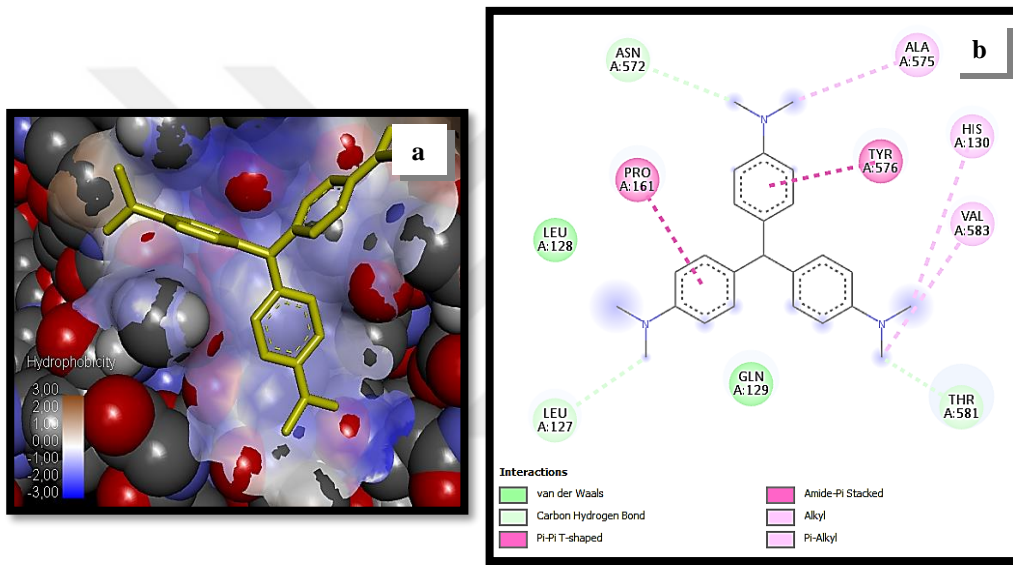 a
Hydrophobicity
3,00
2,00
1,00
0,00
-1,00
-2,00
-3,00
b
ASN
A:572
ALA
A:575
HIS
A:130
TYR
A:576
PRO
A:161
VAL
A:583
LEU
A:128
GLN
A:129
LEU
A:127
THR
A:581
N
N
N
Interactions
van der Waals
Carbon Hydrogen Bond
Pi-Pi T-shaped
Amide-Pi Stacked
Alkyl
Pi-Alkyl